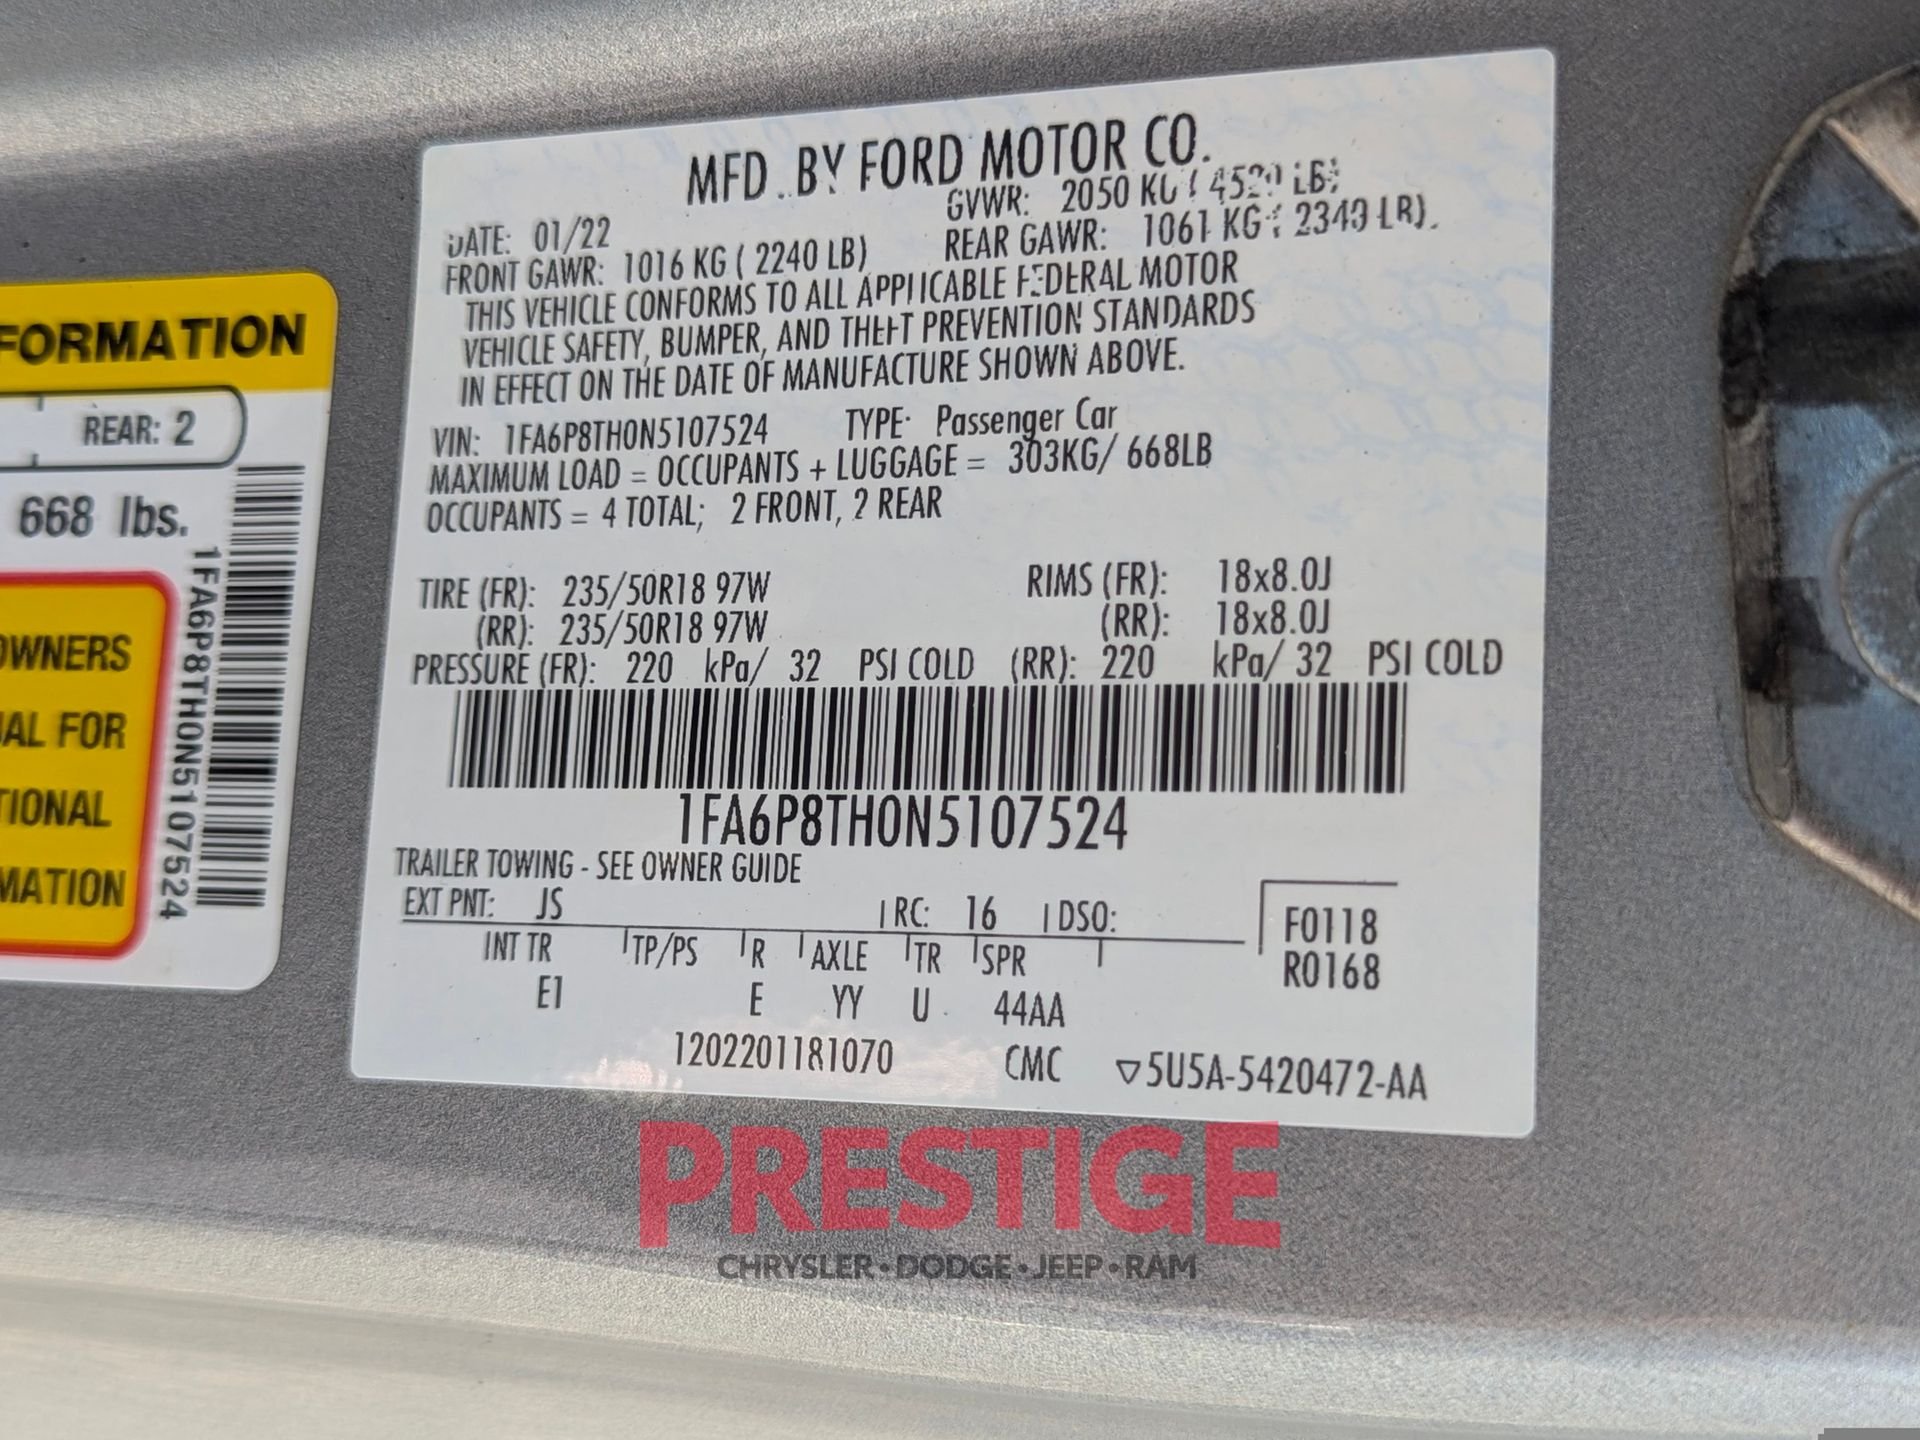 MFD. BY FORD MOTOR CO.
DATE: 01/22
GVWR: 2050 KG ( 4520 LB)
FRONT GAWR: 1016 KG ( 2240 LB)
REAR GAWR: 1061 KG ( 2340 LB).
THIS VEHICLE CONFORMS TO ALL APPLICABLE FEDERAL MOTOR
VEHICLE SAFETY, BUMPER, AND THEFT PREVENTION STANDARDS
IN EFFECT ON THE DATE OF MANUFACTURE SHOWN ABOVE.
VIN: 1FA6P8TH0N5107524 TYPE: Passenger Car
MAXIMUM LOAD = OCCUPANTS + LUGGAGE = 303KG/ 668LB
OCCUPANTS = 4 TOTAL; 2 FRONT, 2 REAR
TIRE (FR): 235/50R18 97W RIMS (FR): 18x8.0J
(RR): 235/50R18 97W (RR): 18x8.0J
PRESSURE (FR): 220 kPa/ 32 PSI COLD (RR): 220 kPa/ 32 PSI COLD
1FA6P8TH0N5107524
TRAILER TOWING - SEE OWNER GUIDE
EXT PNT: JS RC: 16 DSO:
INT TR TP/PS R AXLE TR SPR
E1 E YY U 44AA
F0118
R0168
1202201181070 CMC ▽5U5A-5420472-AA
FORMATION
REAR: 2
668 lbs.
OWNERS
AL FOR
TIONAL
MATION
1FA6P8TH0N5107524
PRESTIGE
CHRYSLER • DODGE • JEEP • RAM